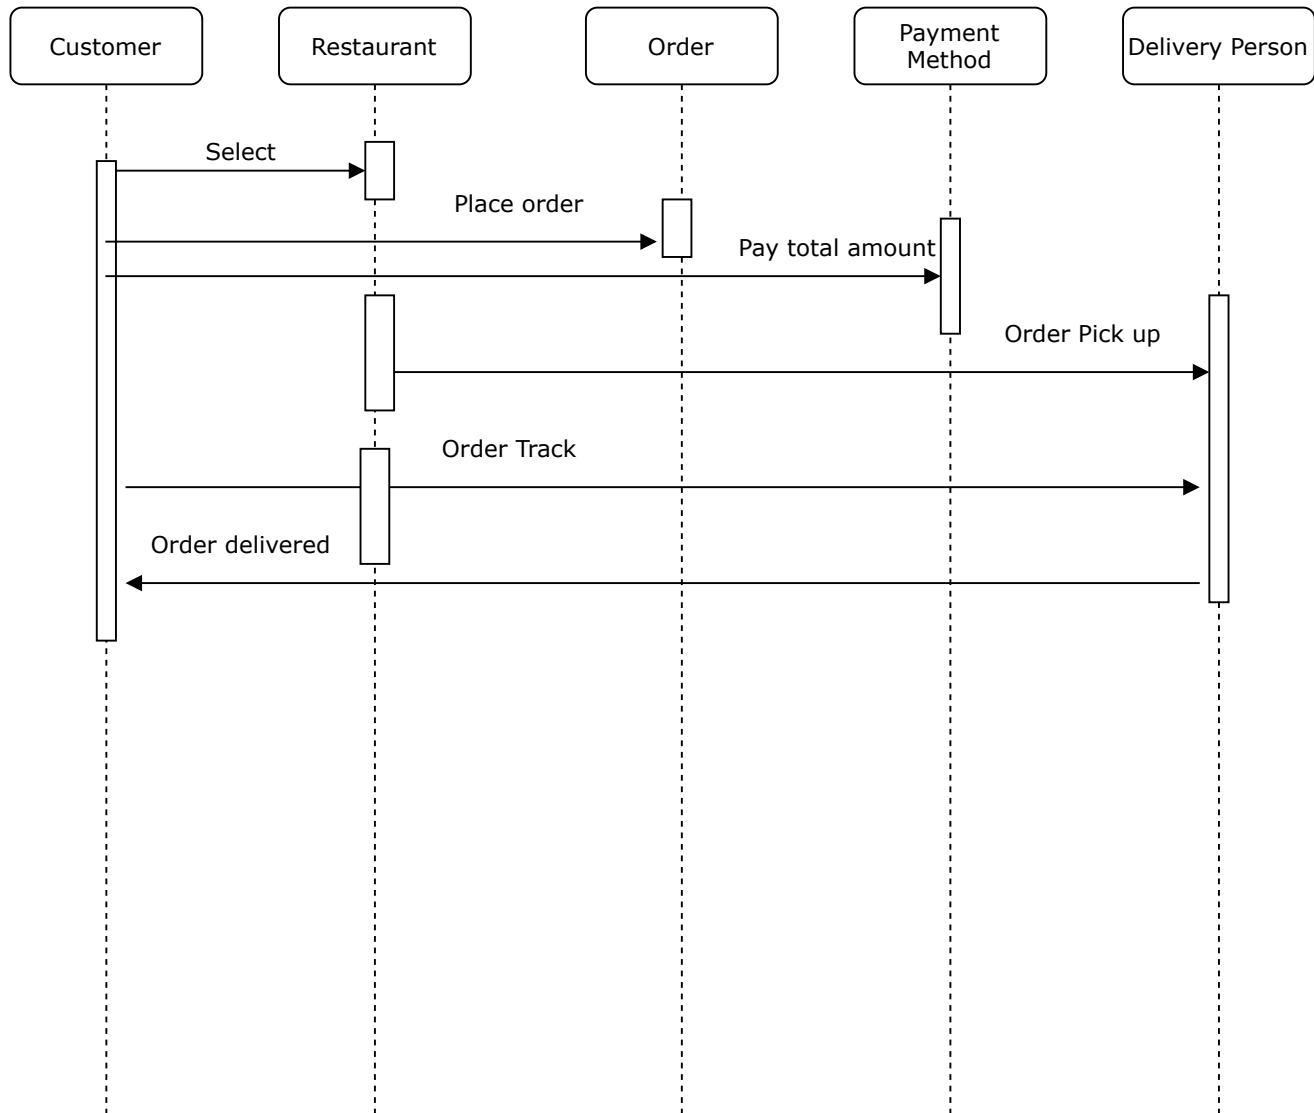 Customer
Restaurant
Order
Payment
Method
Delivery Person
Select
Place order
Pay total amount
Order Pick up
Order Track
Order delivered